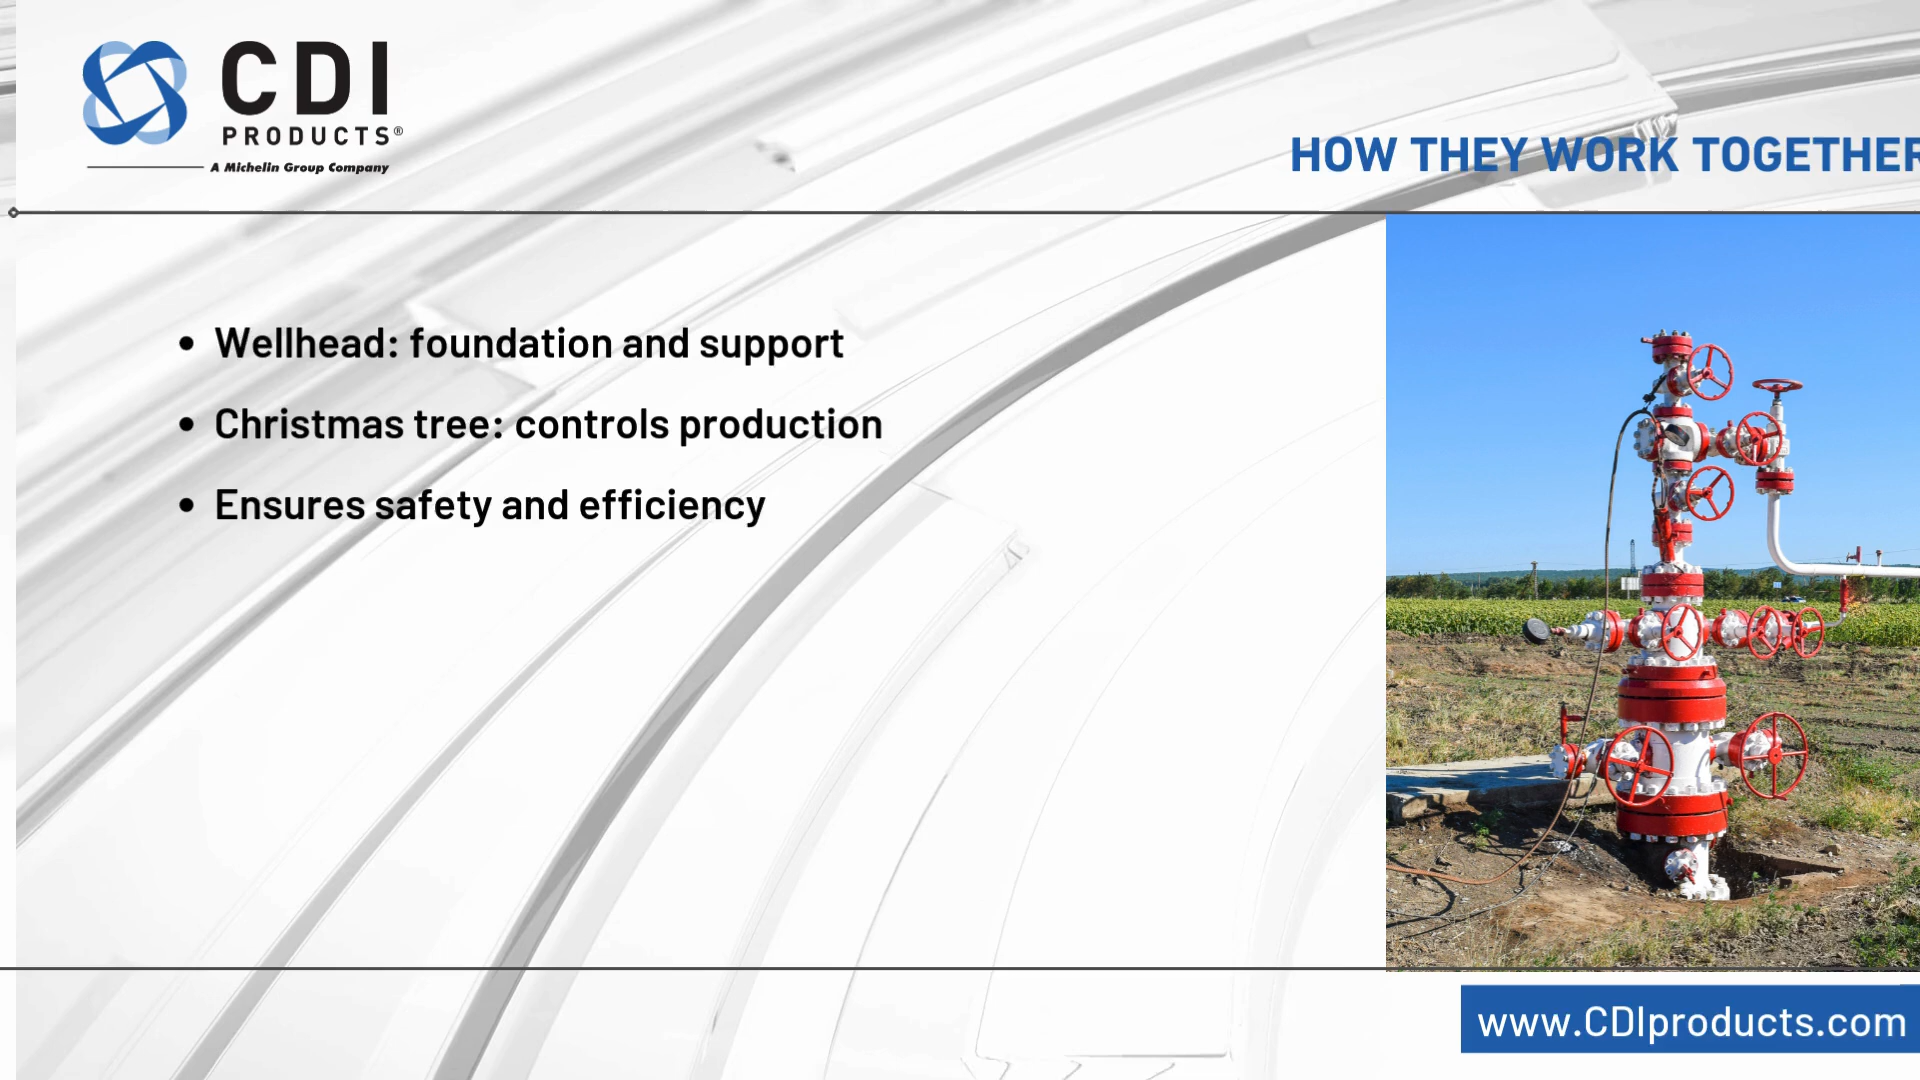 CDI
PRODUCTS®
A Michelin Group Company
HOW THEY WORK TOGETHER
• Wellhead: foundation and support
• Christmas tree: controls production
• Ensures safety and efficiency
www.CDIproducts.com